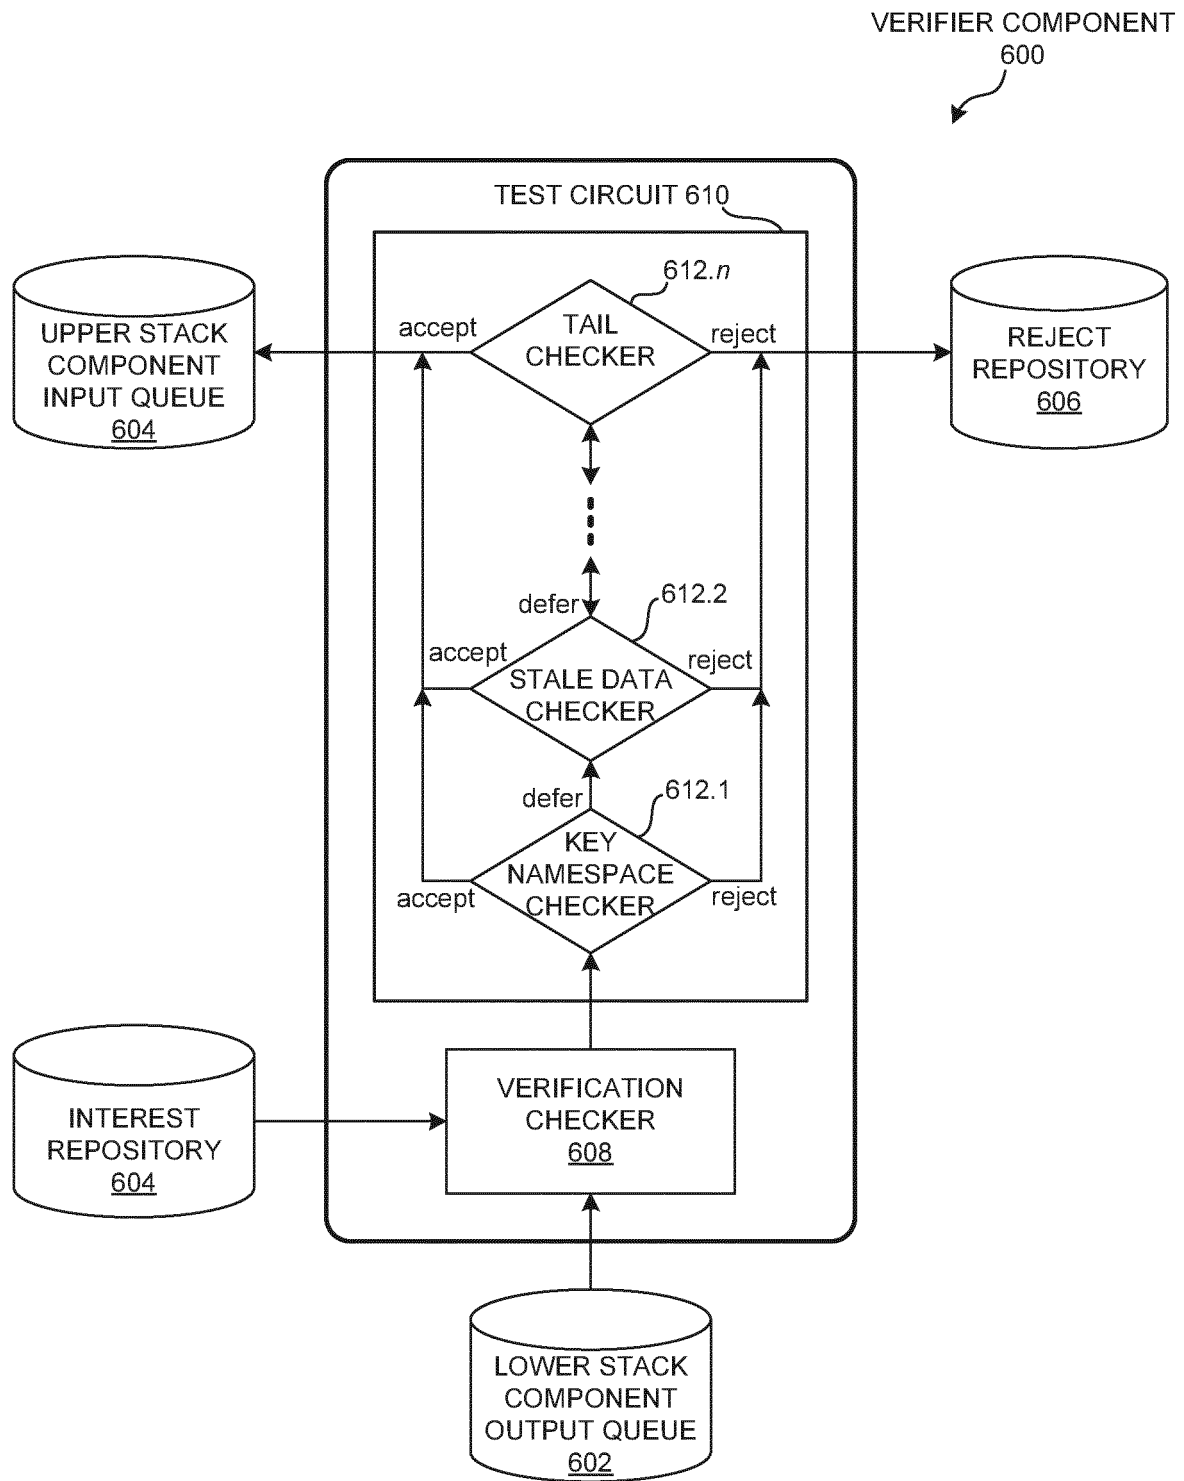 VERIFIER COMPONENT
600
TEST CIRCUIT 610
612.n
accept
TAIL
CHECKER
reject
UPPER STACK
COMPONENT
INPUT QUEUE
604
REJECT
REPOSITORY
606
defer
612.2
accept
STALE DATA
CHECKER
reject
defer
612.1
accept
KEY
NAMESPACE
CHECKER
reject
INTEREST
REPOSITORY
604
VERIFICATION
CHECKER
608
LOWER STACK
COMPONENT
OUTPUT QUEUE
602